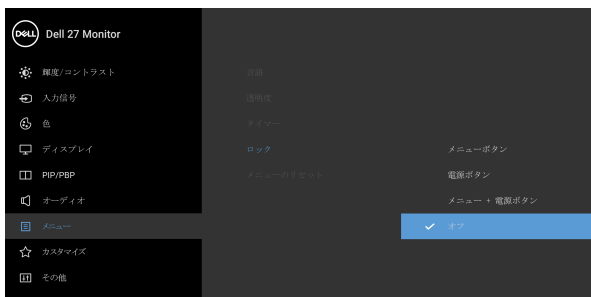 DELL
Dell 27 Monitor
輝度/コントラスト
入力信号
色
ディスプレイ
PIP/PBP
オーディオ
メニュー
カスタマイズ
その他
言語
透明度
タイマー
ロック
メニューのリセット
メニューボタン
電源ボタン
メニュー + 電源ボタン
オフ